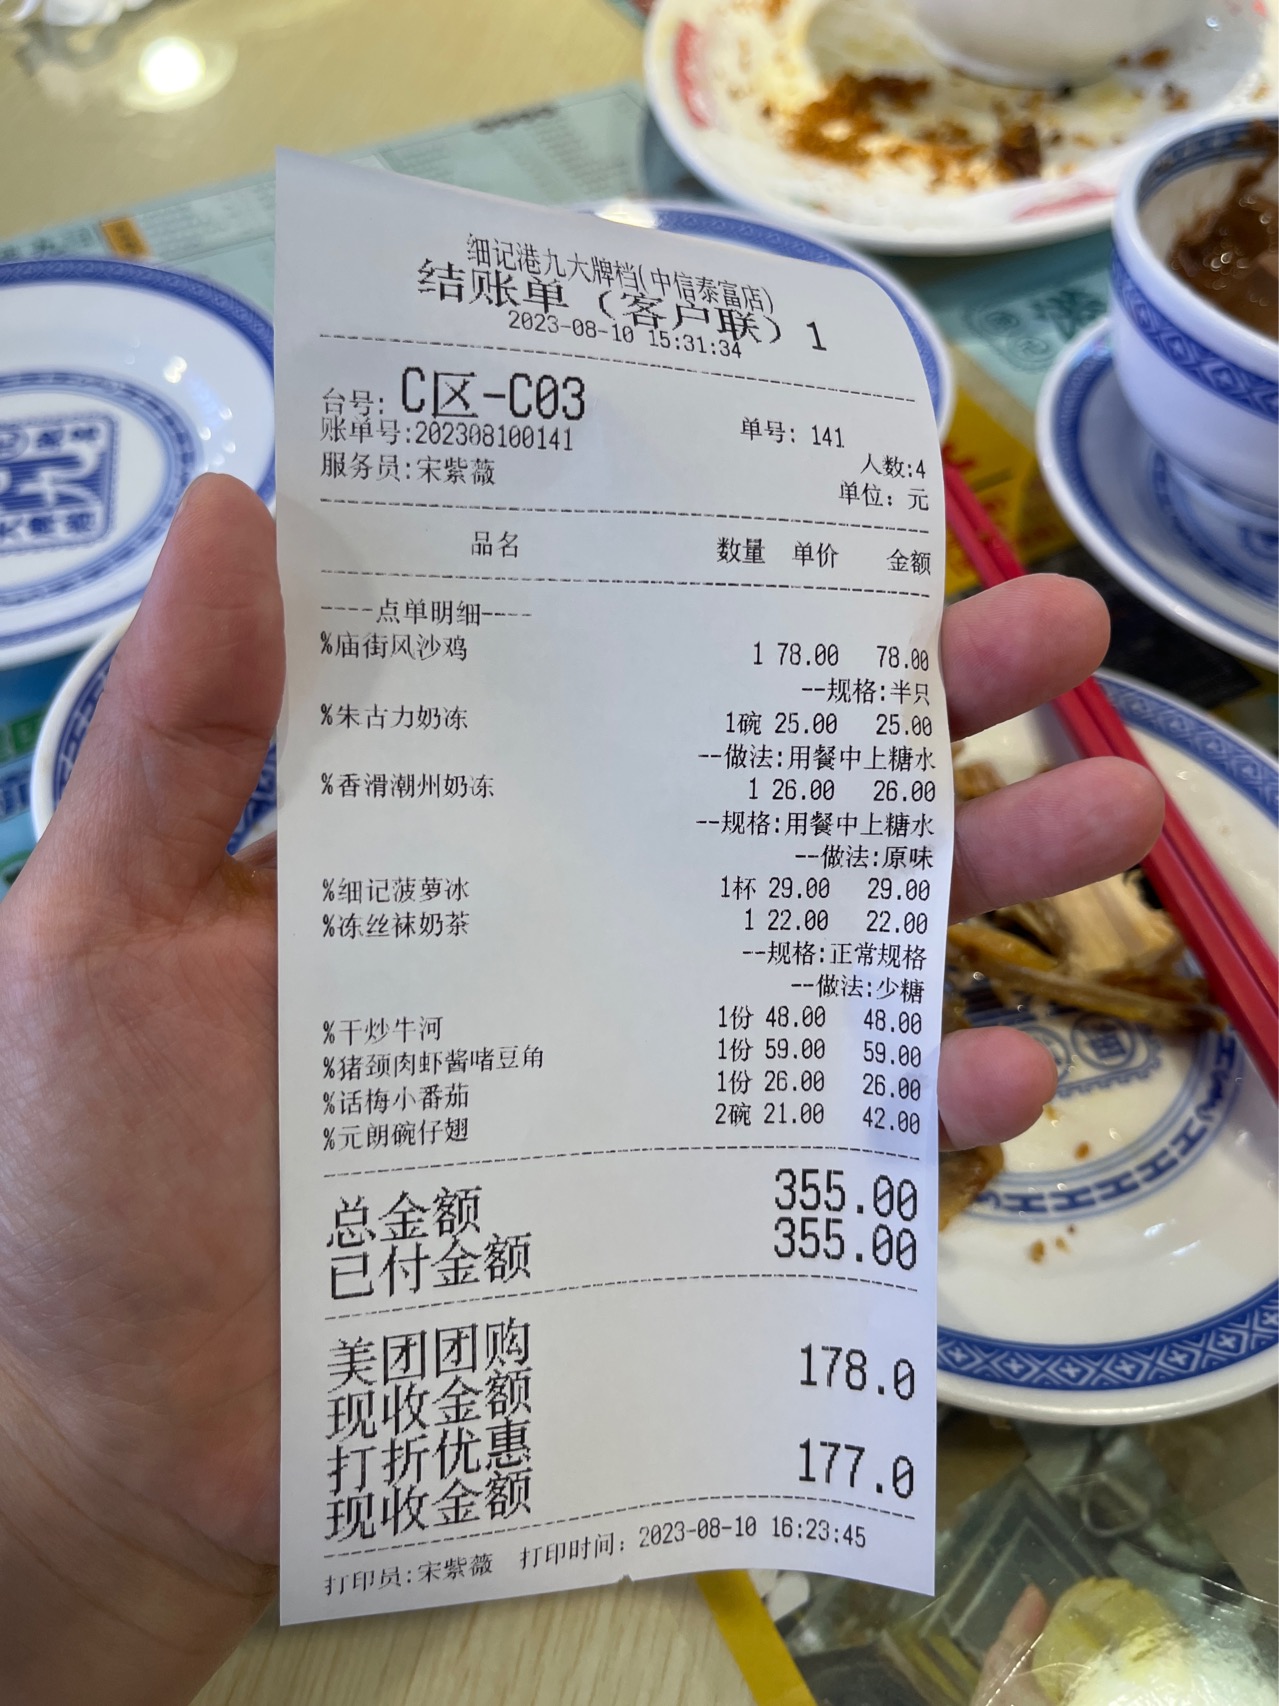 细记港九大牌档(中信泰富店)
结账单（客户联）1
2023-08-10 15:31:34
台号: C区-C03
账单号:202308100141 单号: 141
服务员:宋紫薇 人数:4
单位: 元
品名 数量 单价 金额
----点单明细----
%庙街风沙鸡 1 78.00 78.00
--规格:半只
%朱古力奶冻 1碗 25.00 25.00
--做法:用餐中上糖水
%香滑潮州奶冻 1 26.00 26.00
--规格:用餐中上糖水
--做法:原味
%细记菠萝冰 1杯 29.00 29.00
%冻丝袜奶茶 1 22.00 22.00
--规格:正常规格
--做法:少糖
%干炒牛河 1份 48.00 48.00
%猪颈肉虾酱啫豆角 1份 59.00 59.00
%话梅小番茄 1份 26.00 26.00
%元朗碗仔翅 2碗 21.00 42.00
总金额 355.00
已付金额 355.00
美团团购
现收金额 178.0
打折优惠
现收金额 177.0
打印员:宋紫薇 打印时间: 2023-08-10 16:23:45